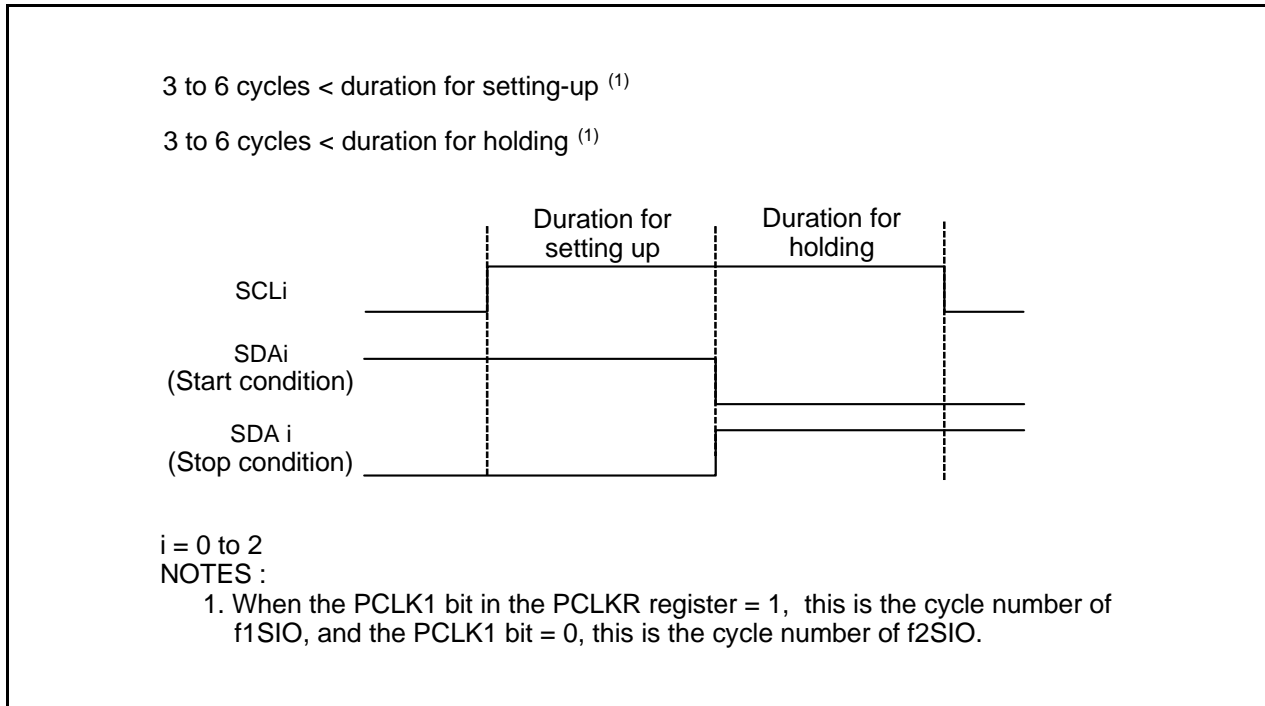 3 to 6 cycles < duration for setting-up (1)
3 to 6 cycles < duration for holding (1)
Duration for
setting up
Duration for
holding
SCLi
SDAi
(Start condition)
SDA i
(Stop condition)
i = 0 to 2
NOTES :
1. When the PCLK1 bit in the PCLKR register = 1, this is the cycle number of
f1SIO, and the PCLK1 bit = 0, this is the cycle number of f2SIO.